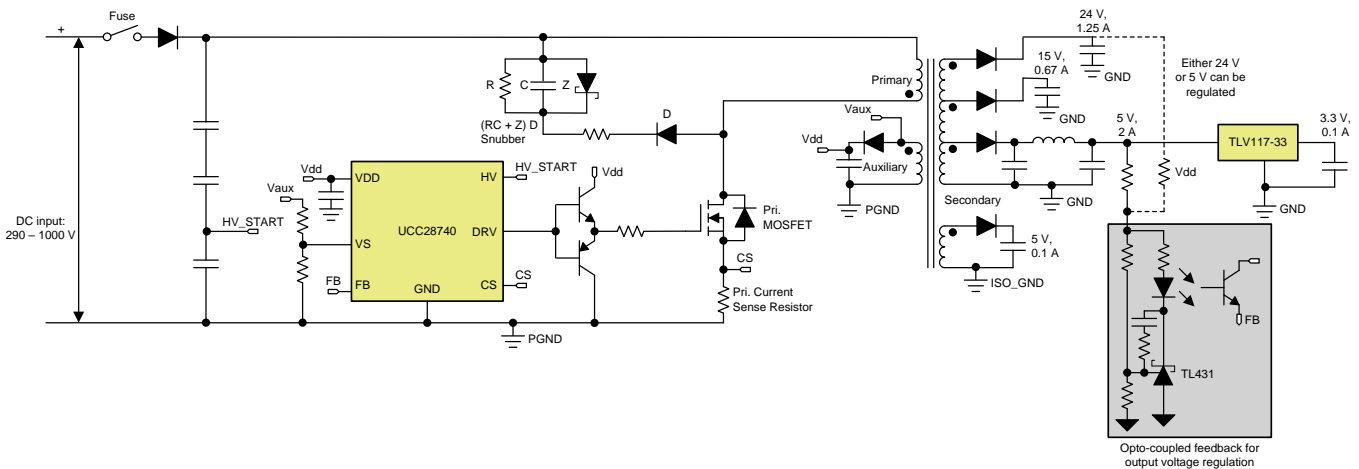 Fuse
+
DC input:
290 – 1000 V
HV_START
R
C
Z
(RC + Z) D
Snubber
D
Vdd
Vaux
VDD
VS
FB
FB
UCC28740
GND
HV
HV_START
DRV
CS
CS
Vdd
PGND
Pri.
MOSFET
CS
Pri. Current
Sense Resistor
Primary
Vaux
Vdd
Auxiliary
PGND
Secondary
24 V,
1.25 A
GND
15 V,
0.67 A
GND
5 V,
2 A
GND
5 V,
0.1 A
ISO_GND
Either 24 V
or 5 V can be
regulated
Vdd
TLV117-33
3.3 V,
0.1 A
GND
FB
TL431
Opto-coupled feedback for
output voltage regulation